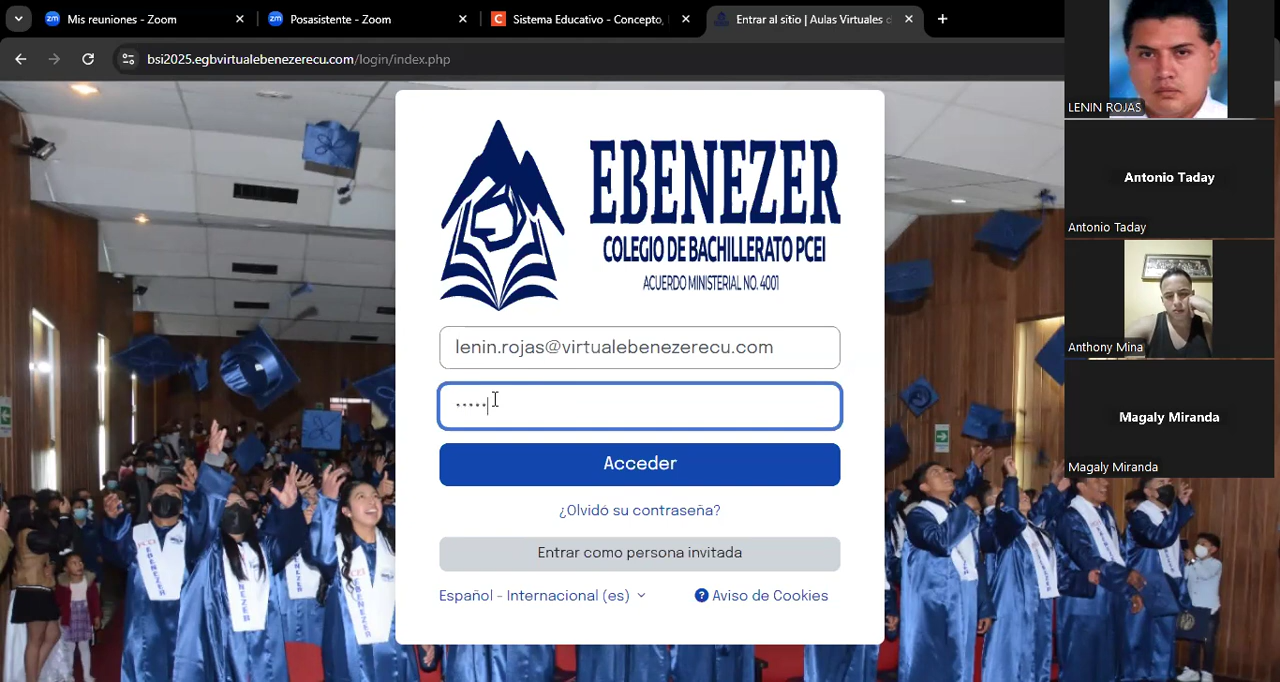 Mis reuniones - Zoom
Posasistente - Zoom
Sistema Educativo - Concepto,
Entrar al sitio | Aulas Virtuales
bsi2025.egbvirtualebenezerecu.com/login/index.php
EBENEZER
COLEGIO DE BACHILLERATO PCEI
ACUERDO MINISTERIAL NO. 4001
lenin.rojas@virtualebenezerecu.com
Acceder
¿Olvidó su contraseña?
Entrar como persona invitada
Español - Internacional (es)
Aviso de Cookies
LENIN ROJAS
Antonio Taday
Antonio Taday
Anthony Mina
Magaly Miranda
Magaly Miranda